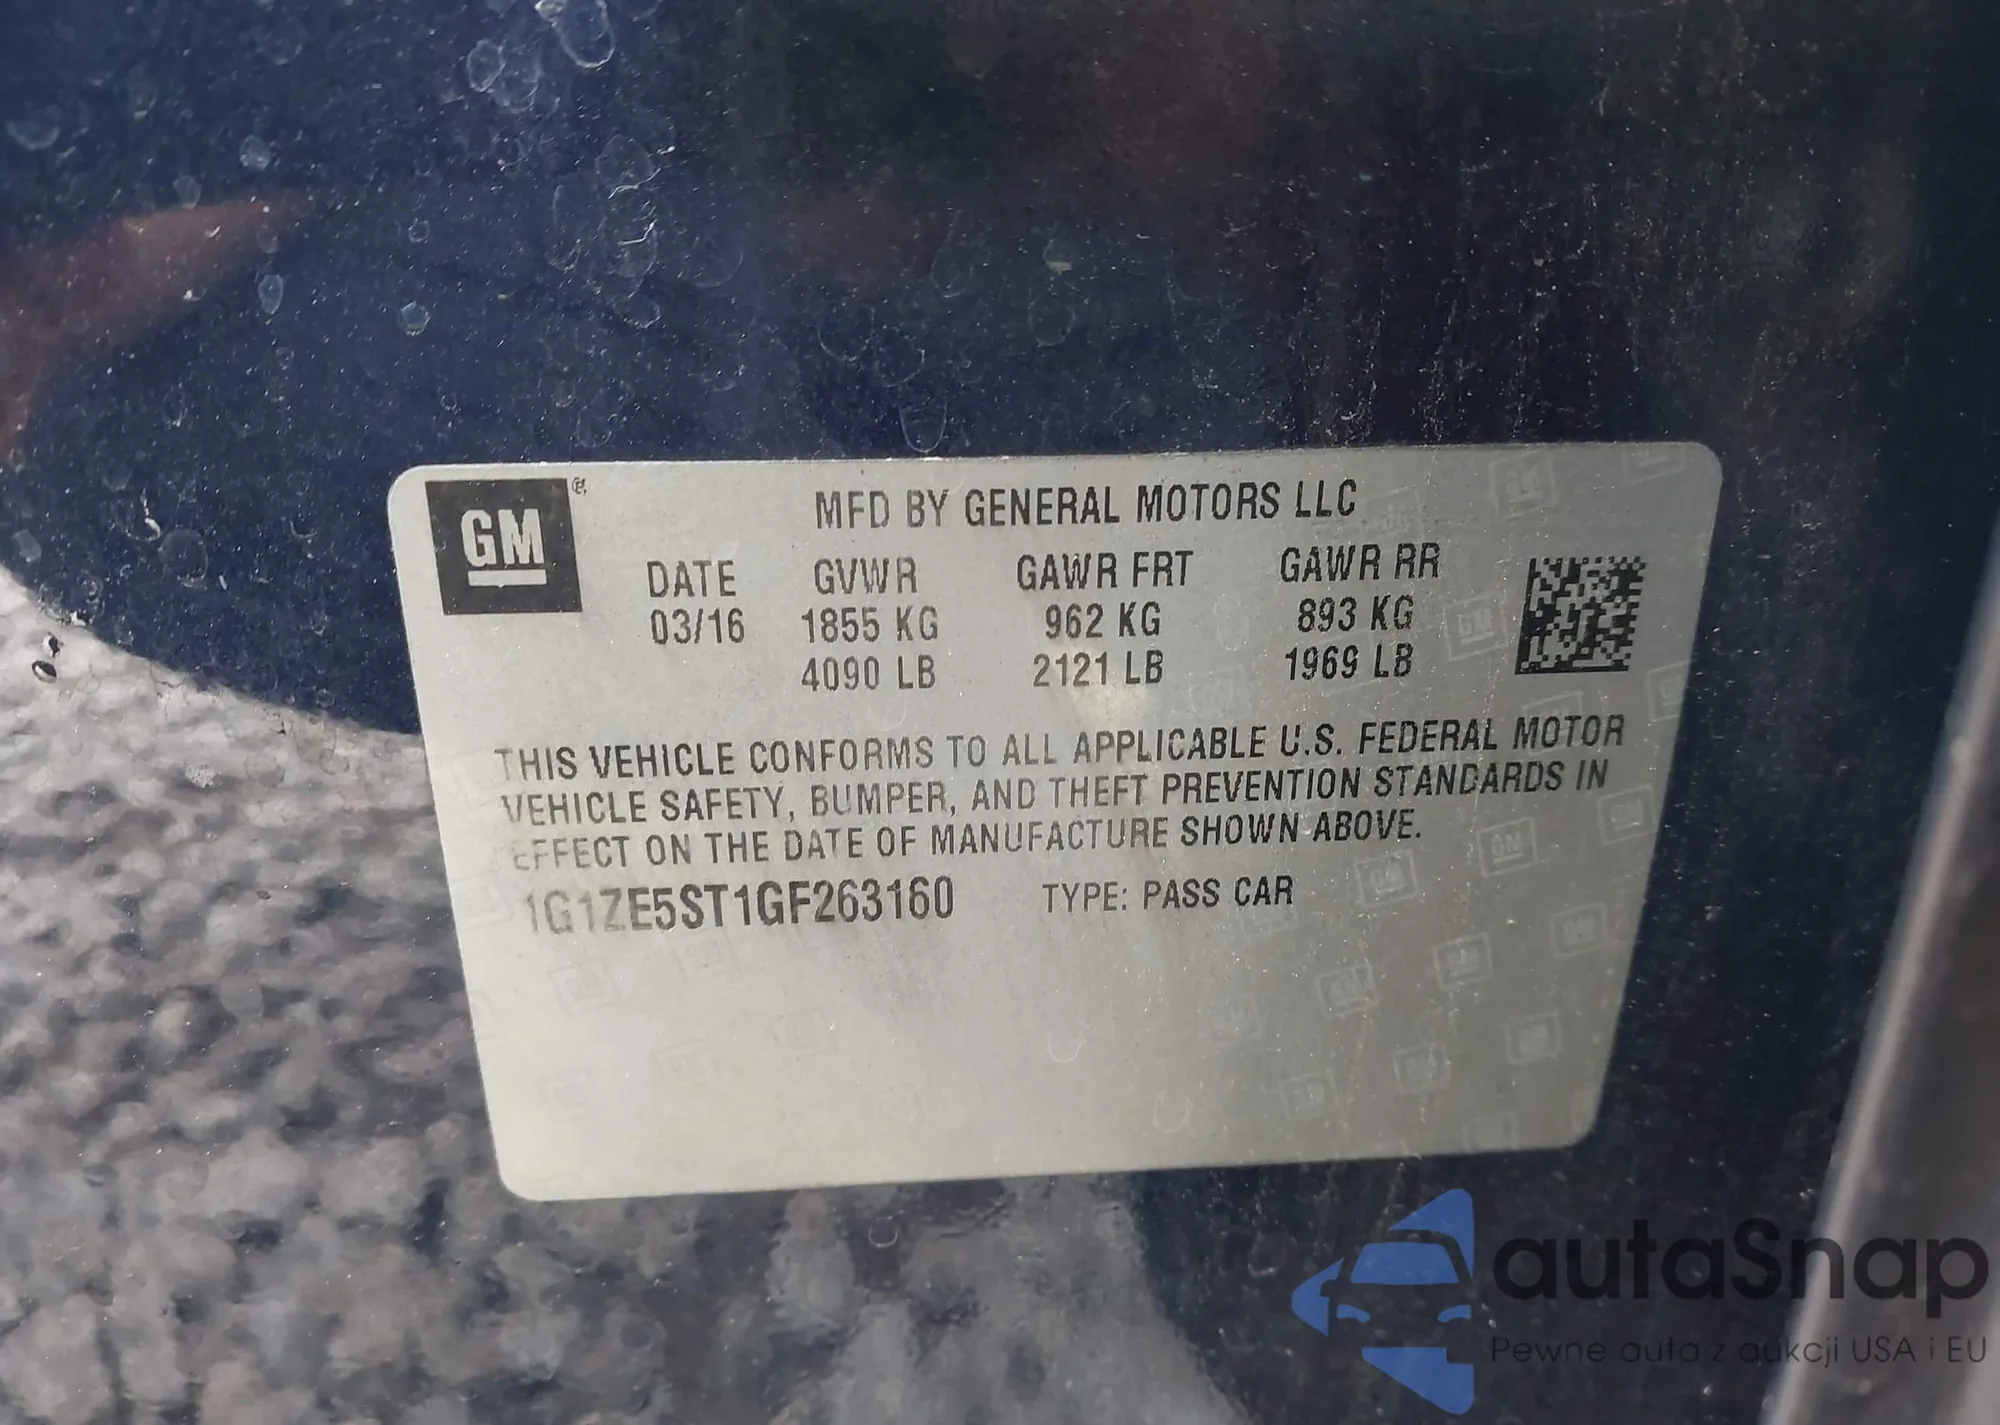 GM ®
MFD BY GENERAL MOTORS LLC
DATE GVWR GAWR FRT GAWR RR
03/16 1855 KG 962 KG 893 KG
4090 LB 2121 LB 1969 LB
THIS VEHICLE CONFORMS TO ALL APPLICABLE U.S. FEDERAL MOTOR
VEHICLE SAFETY, BUMPER, AND THEFT PREVENTION STANDARDS IN
EFFECT ON THE DATE OF MANUFACTURE SHOWN ABOVE.
1G1ZE5ST1GF263160 TYPE: PASS CAR
autaSnap
Pewne auta z aukcji USA i EU